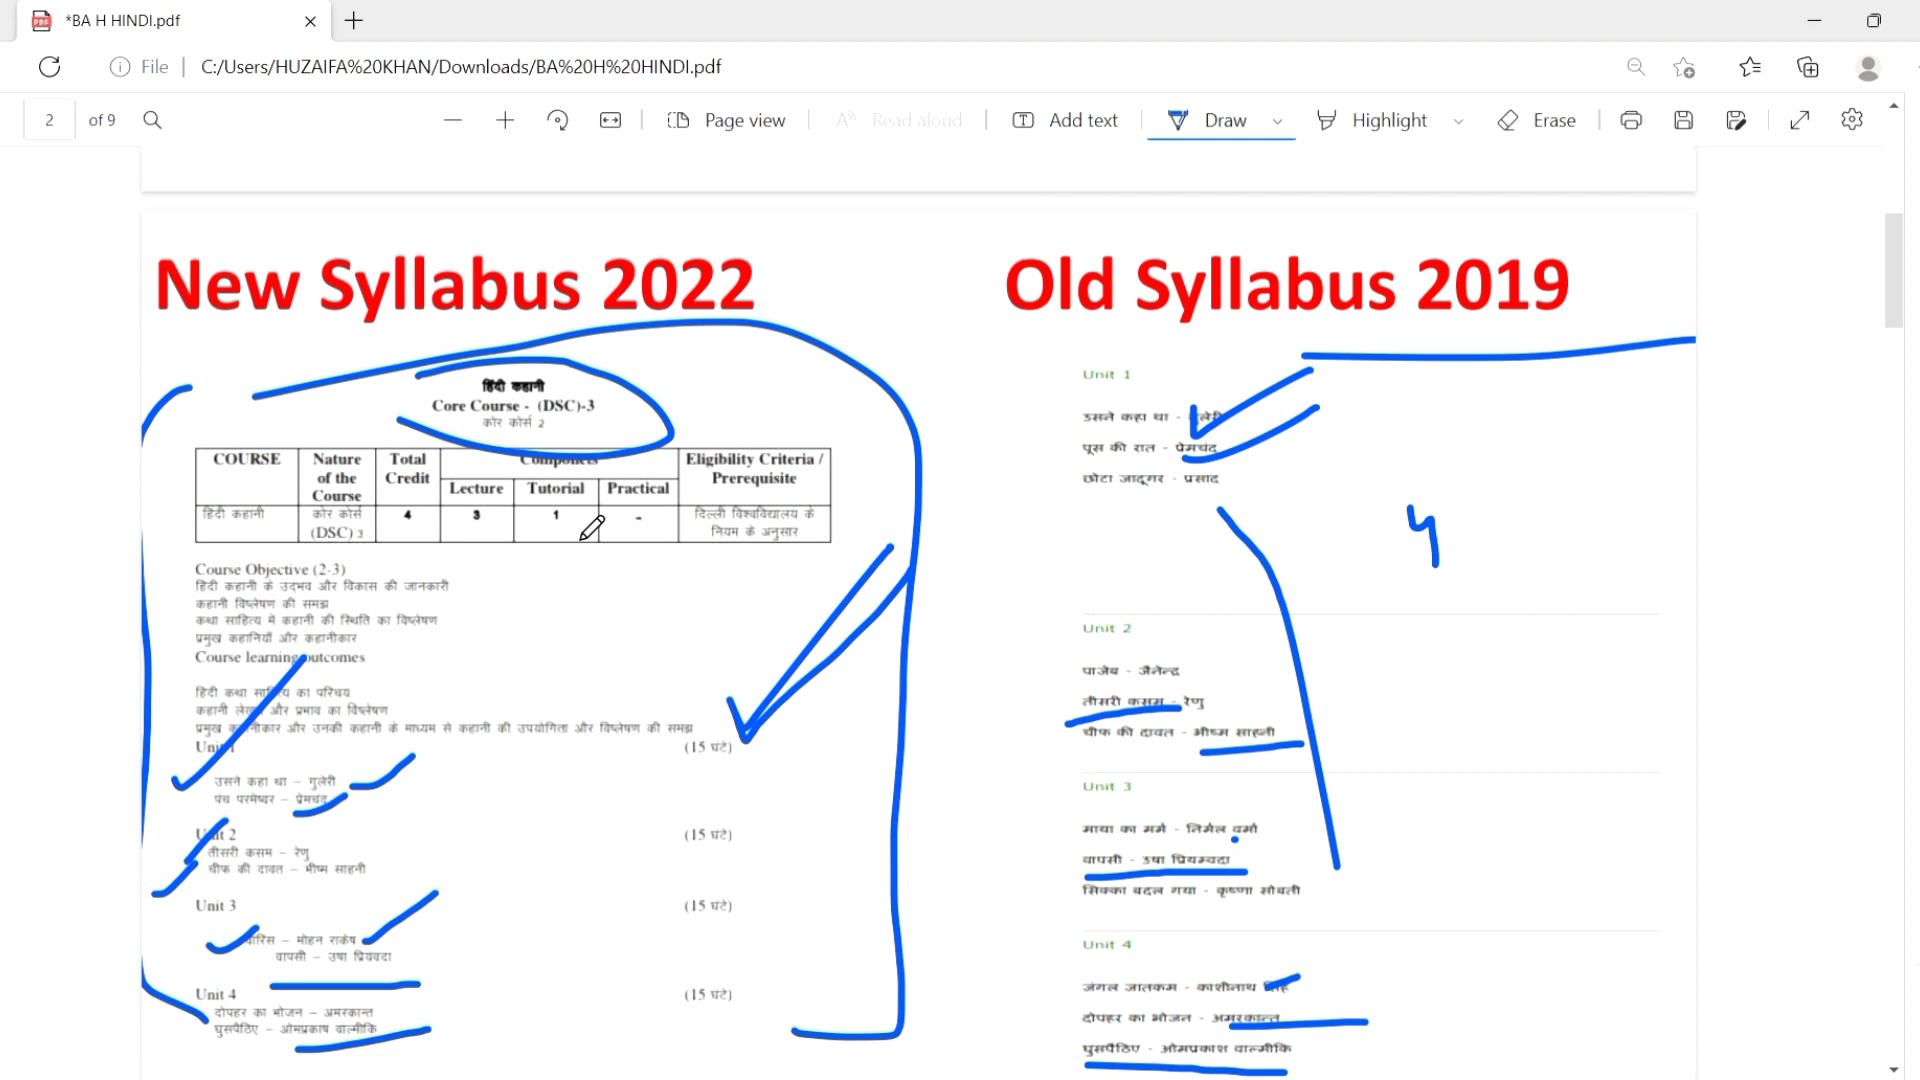 *BA H HINDI.pdf
File
C:/Users/HUZAIFA%20KHAN/Downloads/BA%20H%20HINDI.pdf
2 of 9
Page view
Read aloud
Add text
Draw
Highlight
Erase
New Syllabus 2022
हिंदी कहानी
Core Course - (DSC)-3
कोर कोर्स 2
COURSE
Nature of the Course
Total Credit
Components
Eligibility Criteria / Prerequisite
Lecture Tutorial Practical
हिंदी कहानी
कोर कोर्स (DSC) 3
4
3
1
-
दिल्ली विश्वविद्यालय के नियम के अनुसार
Course Objective (2-3)
हिंदी कहानी के उद्भव और विकास की जानकारी
कहानी विष्लेषण की समझ
कथा साहित्य में कहानी की स्थिति का विष्लेषण
प्रमुख कहानियाँ और कहानीकार
Course learning outcomes
हिंदी कथा साहित्य का परिचय
कहानी लेखन और प्रभाव का विष्लेषण
प्रमुख कहानीकार और उनकी कहानी के माध्यम से कहानी की उपयोगिता और विष्लेषण की समझ
Unit 1 (15 घंटे)
उसने कहा था – गुलेरी
पंच परमेष्वर – प्रेमचंद
Unit 2 (15 घंटे)
तीसरी कसम – रेणु
चीफ की दावत – भीष्म साहनी
Unit 3 (15 घंटे)
वारिस – मोहन राकेष
वापसी – उषा प्रियवदा
Unit 4 (15 घंटे)
दोपहर का भोजन – अमरकान्त
घुसपैठिए – ओमप्रकाष वाल्मीकि
Old Syllabus 2019
Unit 1
उसने कहा था - गुलेरी
पूस की रात - प्रेमचंद
छोटा जादूगर - प्रसाद
Unit 2
पाजेब - जैनेन्द्र
तीसरी कसम - रेणु
चीफ की दावत - भीष्म साहनी
Unit 3
माया का मर्म - निर्मल वर्मा
वापसी - उषा प्रियम्वदा
सिक्का बदल गया - कृष्णा सोबती
Unit 4
जंगल जातकम - काशीनाथ सिंह
दोपहर का भोजन - अमरकान्त
घुसपैठिए - ओमप्रकाश वाल्मीकि